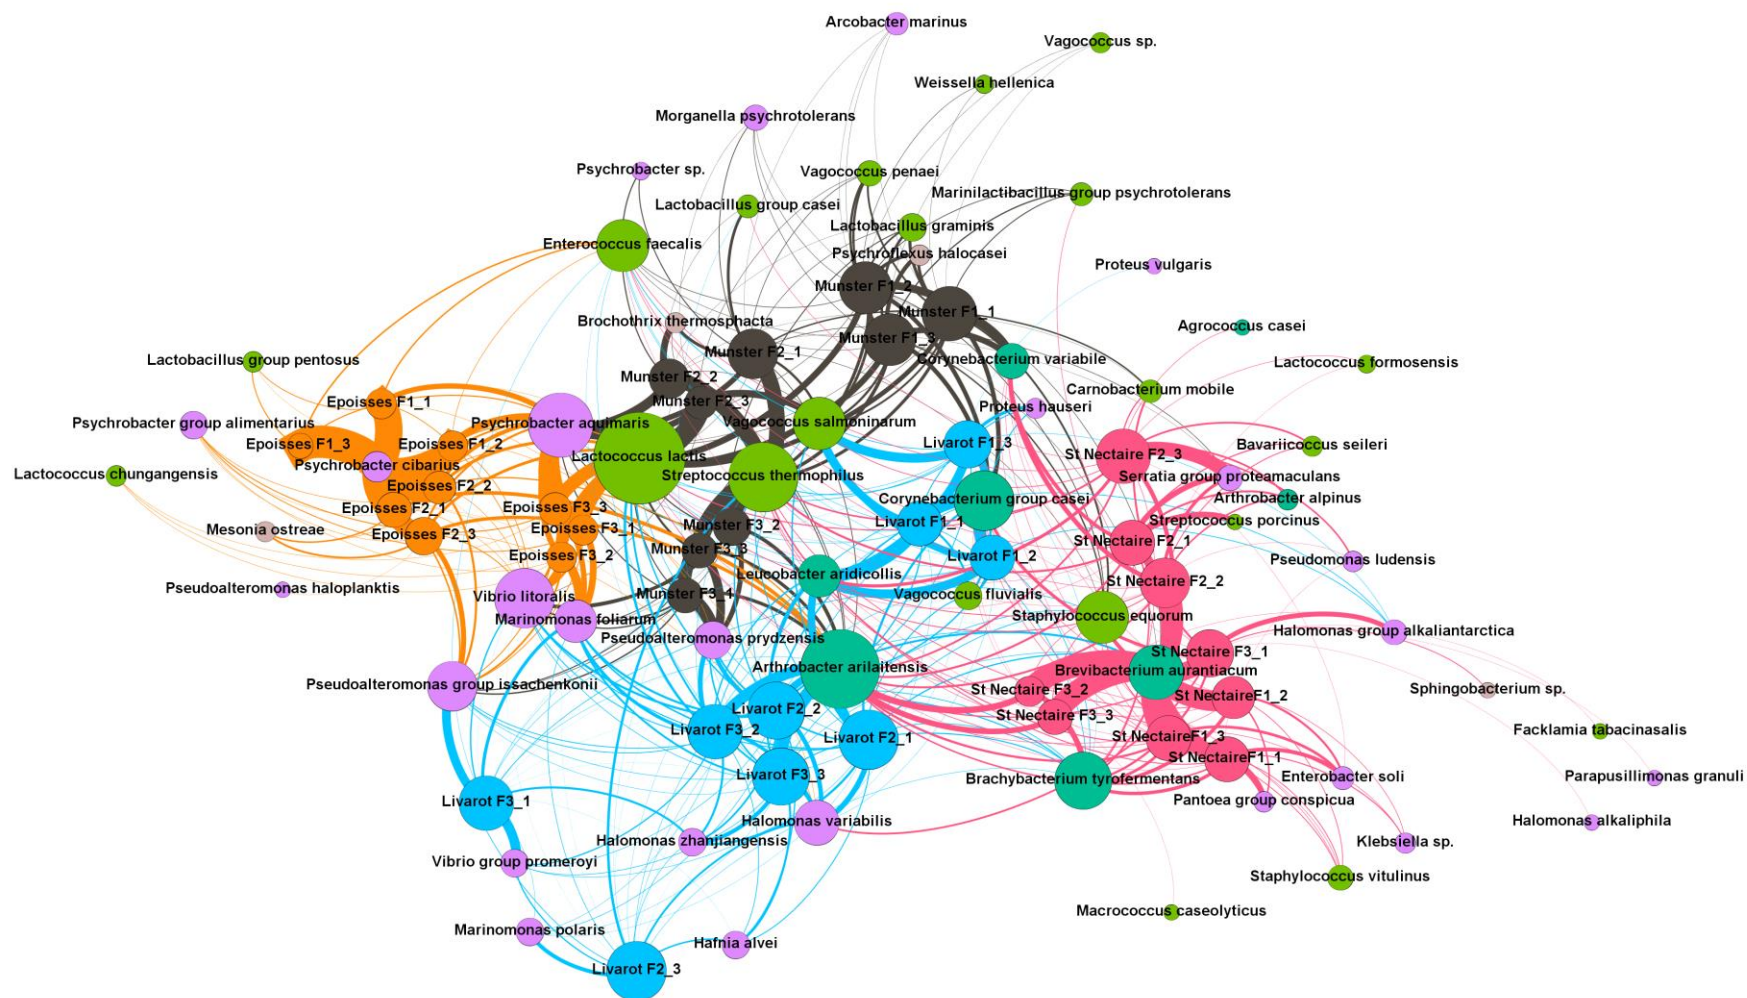 Arcobacter marinus
Vagococcus sp.
Weissella hellenica
Morganella psychrotolerans
Psychrobacter sp.
Vagococcus penaei
Marinilactibacillus group psychrotolerans
Lactobacillus group casei
Lactobacillus graminis
Enterococcus faecalis
Psychroflexus halocasei
Proteus vulgaris
Munster F1_2
Munster F1_1
Brochothrix thermosphacta
Agrococcus casei
Munster F1_3
Munster F2_1
Corynebacterium variabile
Lactobacillus group pentosus
Lactococcus formosensis
Munster F2_2
Carnobacterium mobile
Epoisses F1_1
Munster F2_3
Proteus hauseri
Psychrobacter group alimentarius
Psychrobacter aquimaris
Vagococcus salmoninarum
Epoisses F1_3
Epoisses F1_2
Livarot F1_3
Bavariicoccus seileri
St Nectaire F2_3
Psychrobacter cibarius
Lactococcus lactis
Lactococcus chungangensis
Streptococcus thermophilus
Serratia group proteamaculans
Epoisses F2_2
Corynebacterium group casei
Arthrobacter alpinus
Epoisses F2_1
Epoisses F3_3
Livarot F1_1
Streptococcus porcinus
Mesonia ostreae
Epoisses F2_3
Epoisses F3_1
Munster F3_2
St Nectaire F2_1
Munster F3_3
Epoisses F3_2
Livarot F1_2
Pseudomonas ludensis
Leucobacter aridicollis
St Nectaire F2_2
Pseudoalteromonas haloplanktis
Munster F3_1
Vagococcus fluvialis
Vibrio litoralis
Staphylococcus equorum
Marinomonas foliarum
Pseudoalteromonas prydzensis
Halomonas group alkaliantarctica
St Nectaire F3_1
Arthrobacter arilaitensis
Brevibacterium aurantiacum
Pseudoalteromonas group issachenkonii
St Nectaire F3_2
St NectaireF1_2
Sphingobacterium sp.
Livarot F2_2
St Nectaire F3_3
Livarot F3_2
Livarot F2_1
St NectaireF1_3
Facklamia tabacinasalis
St NectaireF1_1
Livarot F3_3
Brachybacterium tyrofermentans
Enterobacter soli
Parapusillimonas granuli
Livarot F3_1
Pantoea group conspicua
Halomonas variabilis
Halomonas alkaliphila
Halomonas zhanjiangensis
Klebsiella sp.
Vibrio group promeroyi
Staphylococcus vitulinus
Macrococcus caseolyticus
Marinomonas polaris
Hafnia alvei
Livarot F2_3